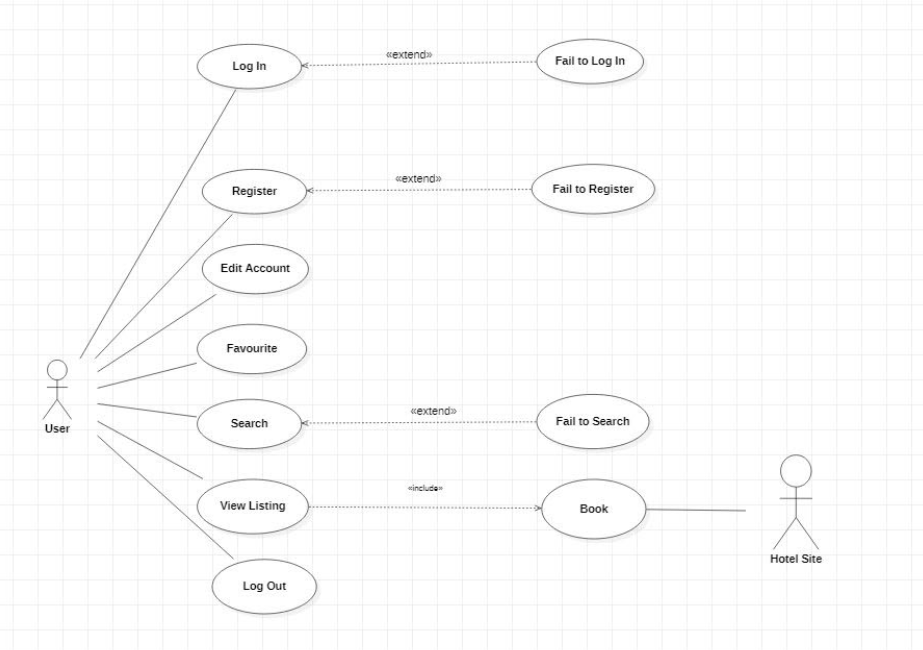 Log In
«extend»
Fail to Log In
Register
«extend»
Fail to Register
Edit Account
Favourite
User
Search
«extend»
Fail to Search
View Listing
«include»
Book
Hotel Site
Log Out